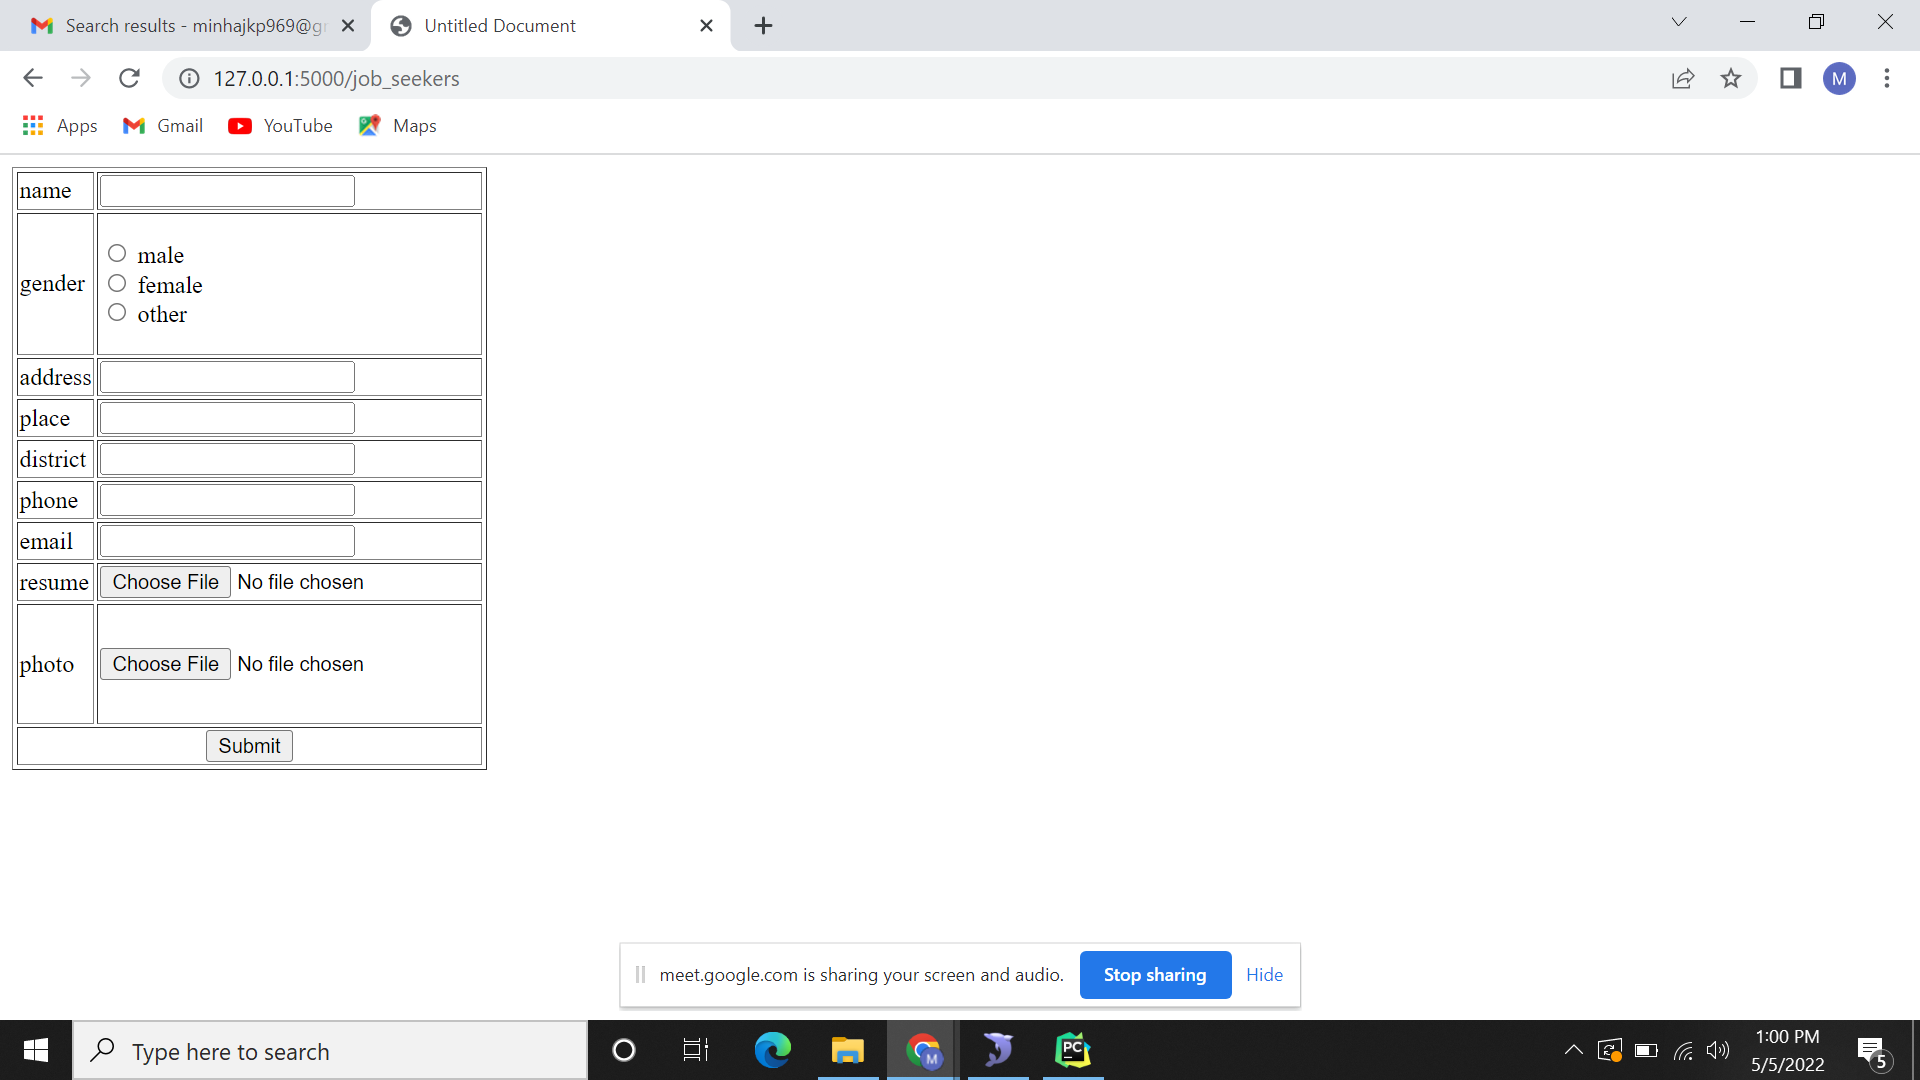 Search results - minhajkp969@g
Untitled Document
127.0.0.1:5000/job_seekers
M
Apps
Gmail
YouTube
Maps
name
gender
male
female
other
address
place
district
phone
email
resume
Choose File No file chosen
photo
Choose File No file chosen
Submit
meet.google.com is sharing your screen and audio.
Stop sharing
Hide
Type here to search
M
PC
1:00 PM
5/5/2022
5